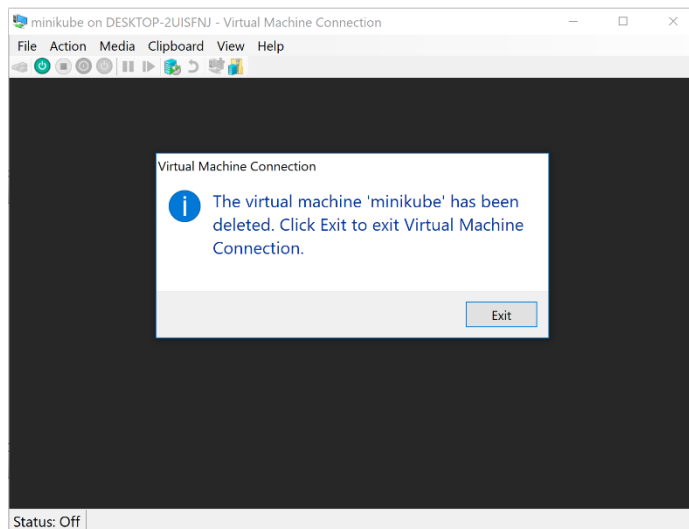 minikube on DESKTOP-2UISFNJ - Virtual Machine Connection
File Action Media Clipboard View Help
Virtual Machine Connection
The virtual machine 'minikube' has been
deleted. Click Exit to exit Virtual Machine
Connection.
Exit
Status: Off